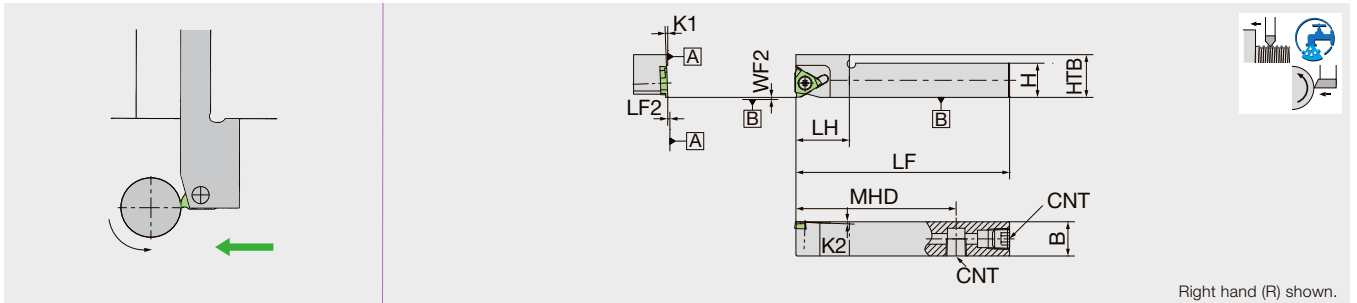 K1
A
WF2
LF2
B
A
H
HTB
B
LH
LF
MHD
CNT
K2
B
CNT
Right hand (R) shown.